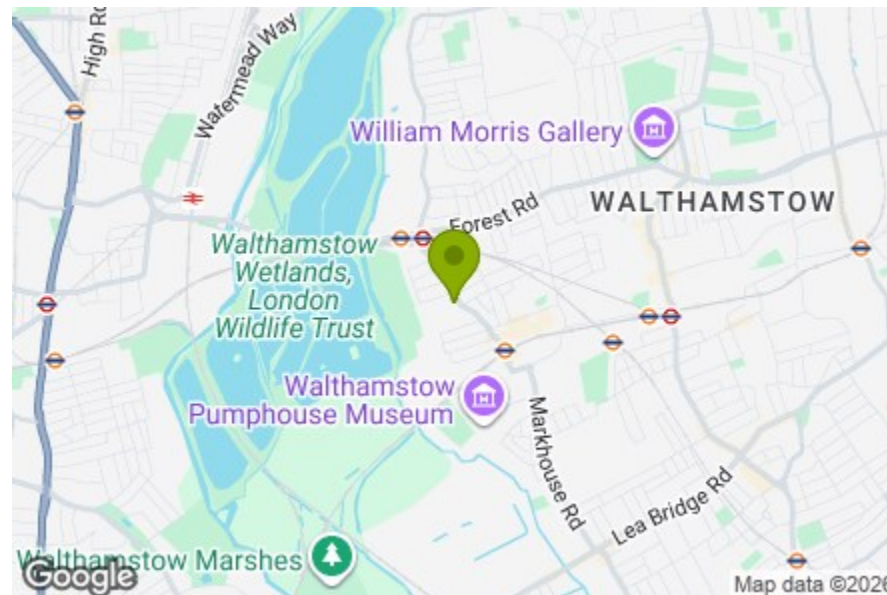 High Rd
Watermead Way
William Morris Gallery
Forest Rd
WALTHAMSTOW
Walthamstow
Wetlands,
London
Wildlife Trust
Walthamstow
Pumphouse Museum
Markhouse Rd
Lea Bridge Rd
Walthamstow Marshes
Google
Map data ©2026